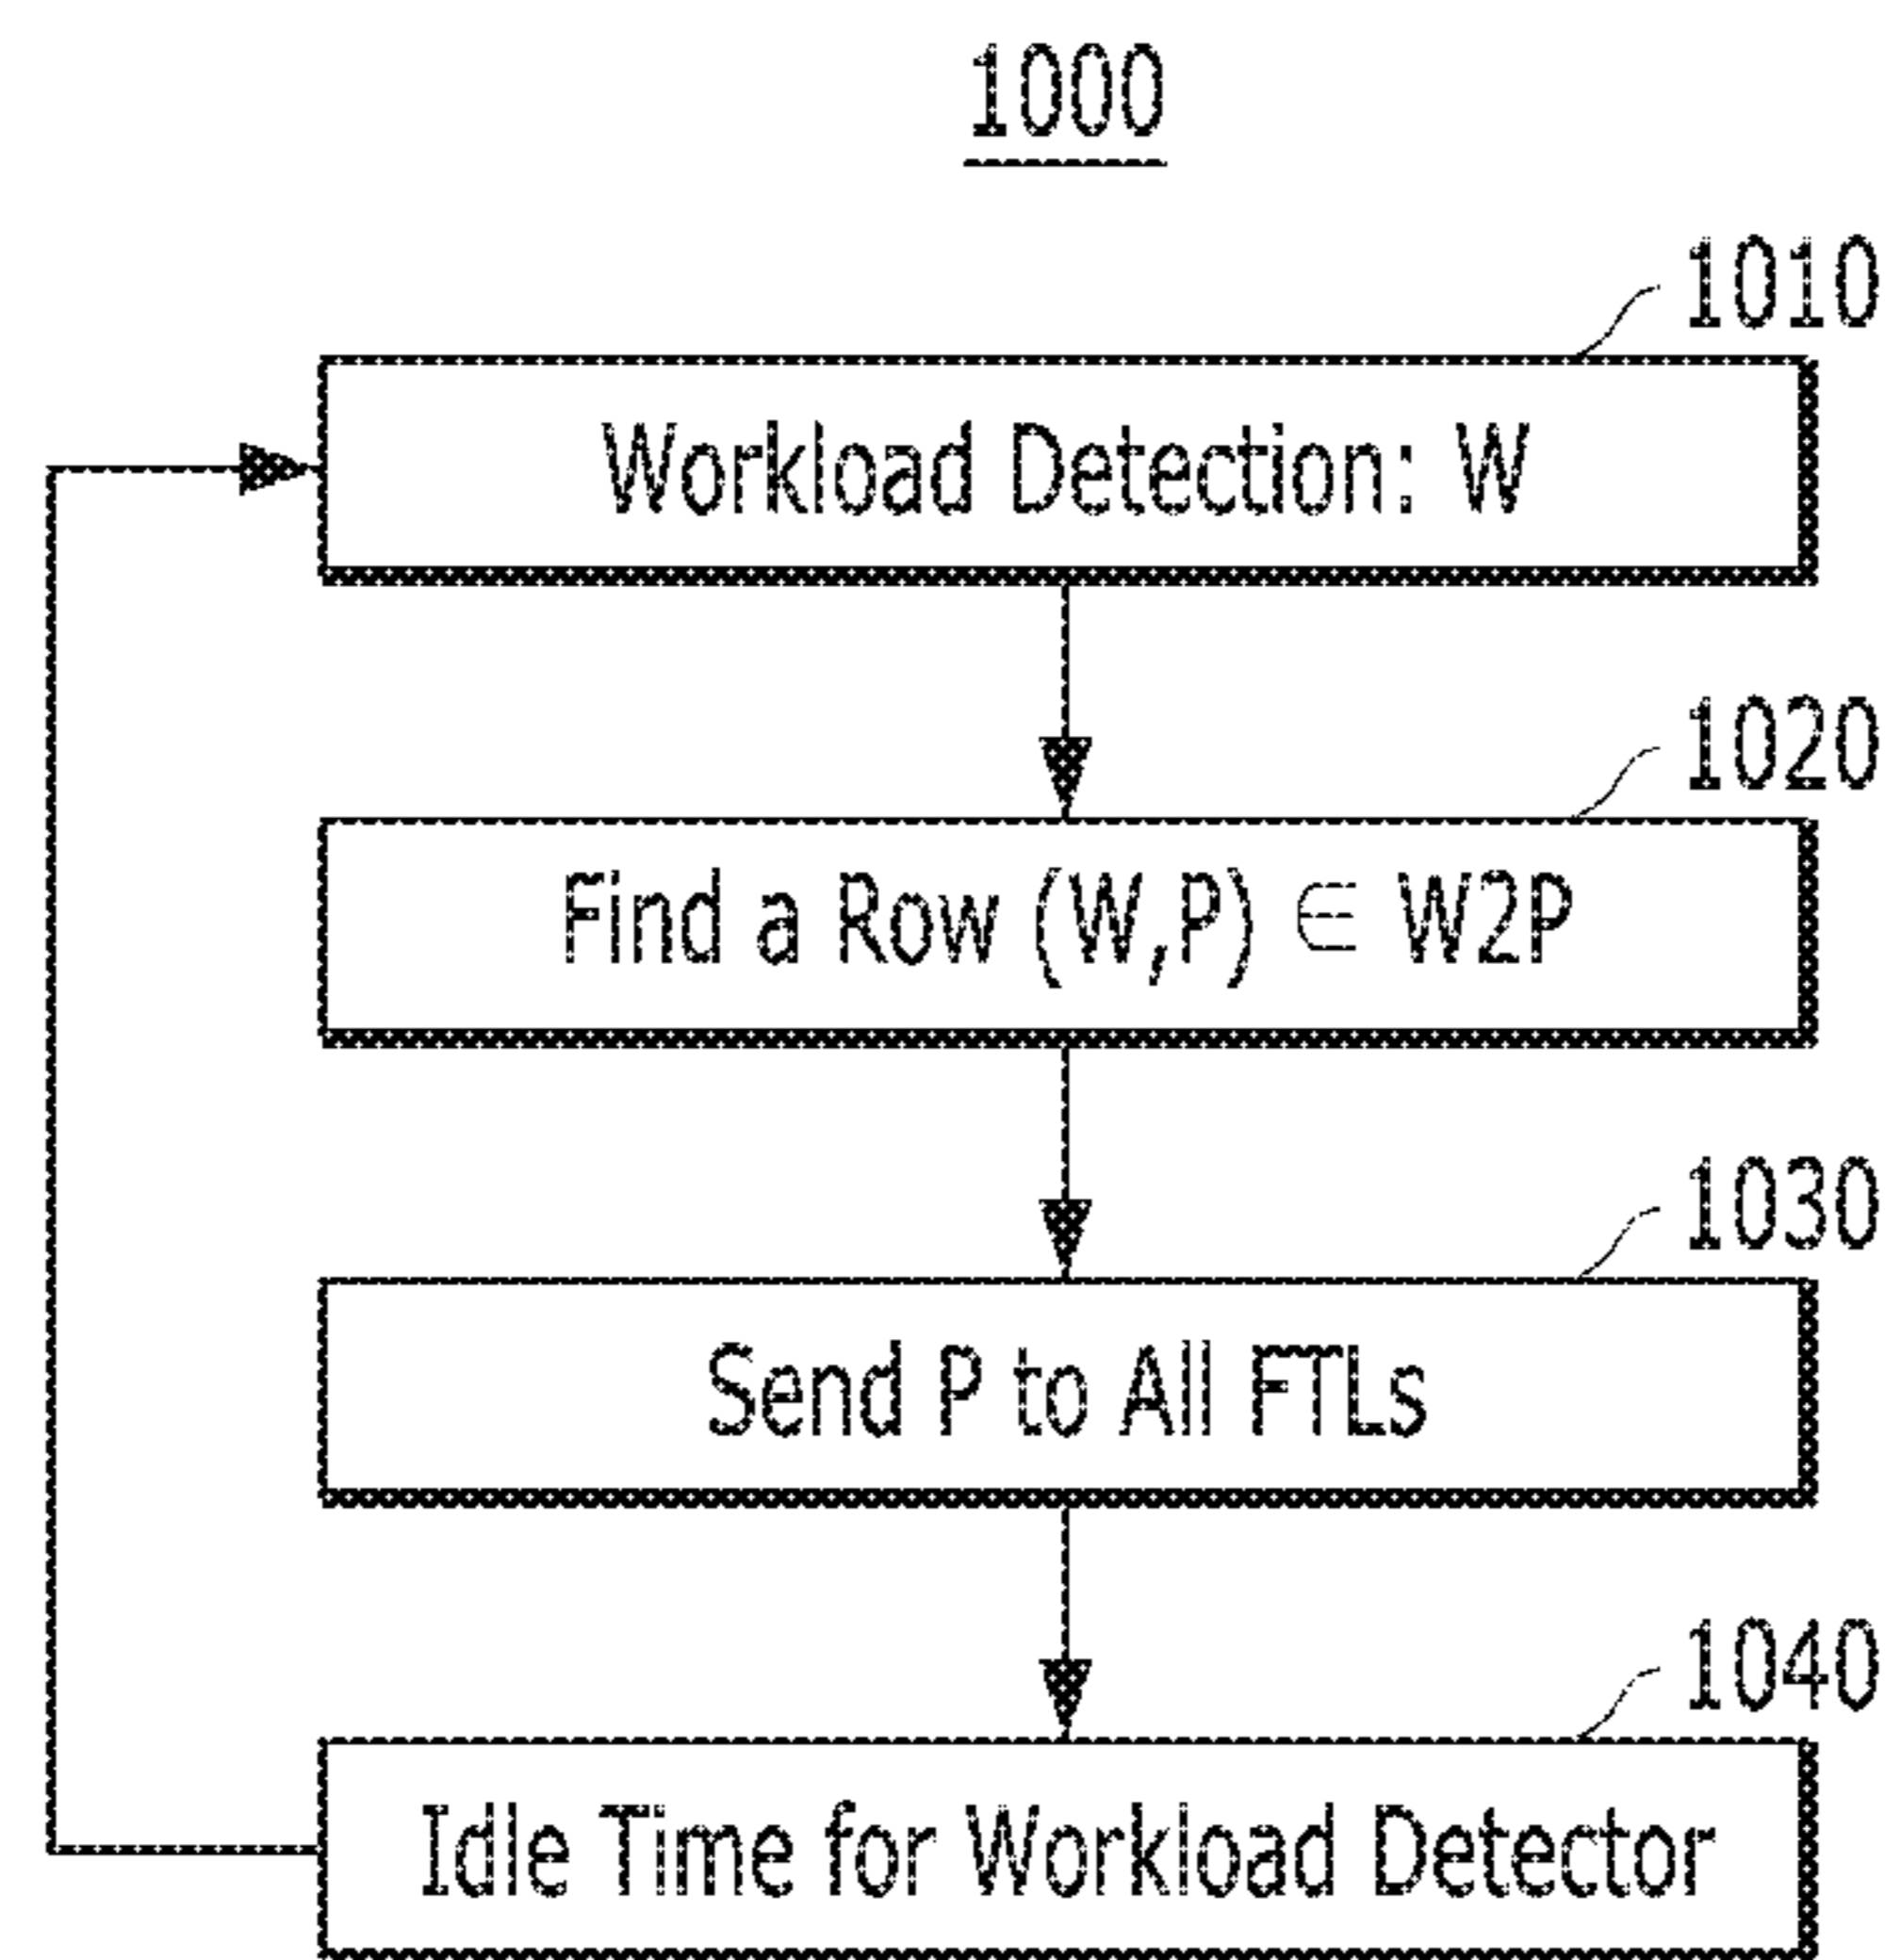 1000
1010
Workload Detection: W
1020
Find a Row (W,P) ∈ W2P
1030
Send P to All FTLs
1040
Idle Time for Workload Detector